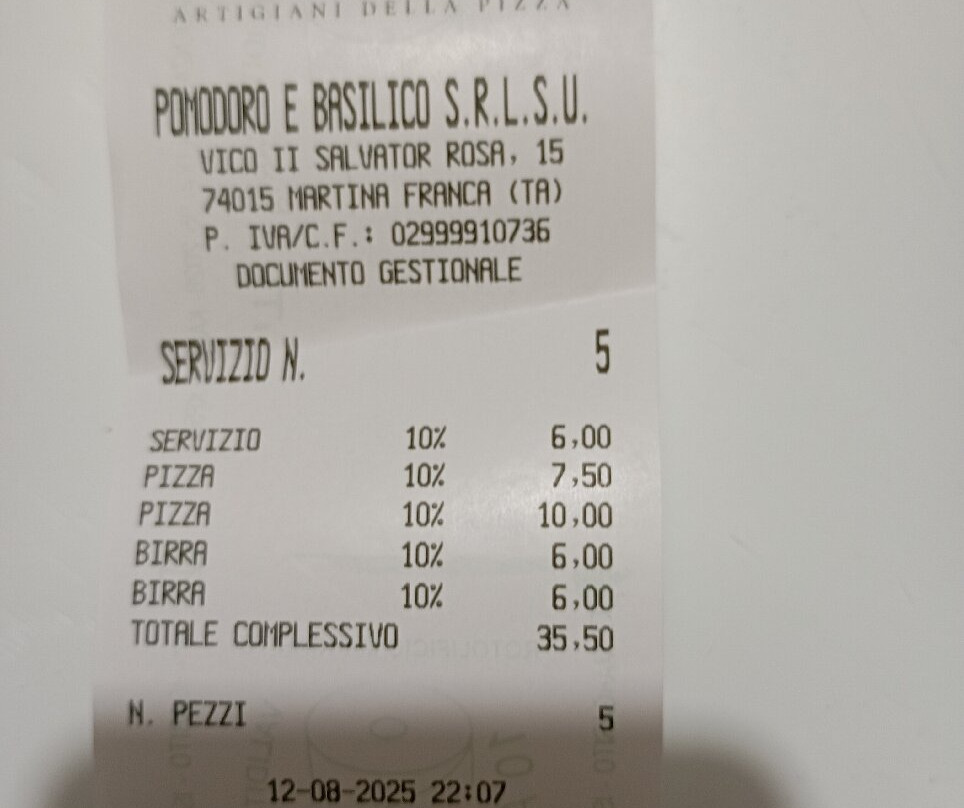 ARTIGIANI DELLA PIZZA
POMODORO E BASILICO S.R.L.S.U.
VICO II SALVATOR ROSA, 15
74015 MARTINA FRANCA (TA)
P. IVA/C.F.: 02999910736
DOCUMENTO GESTIONALE
SERVIZIO N. 5
SERVIZIO 10% 6,00
PIZZA 10% 7,50
PIZZA 10% 10,00
BIRRA 10% 6,00
BIRRA 10% 6,00
TOTALE COMPLESSIVO 35,50
N. PEZZI 5
12-08-2025 22:07